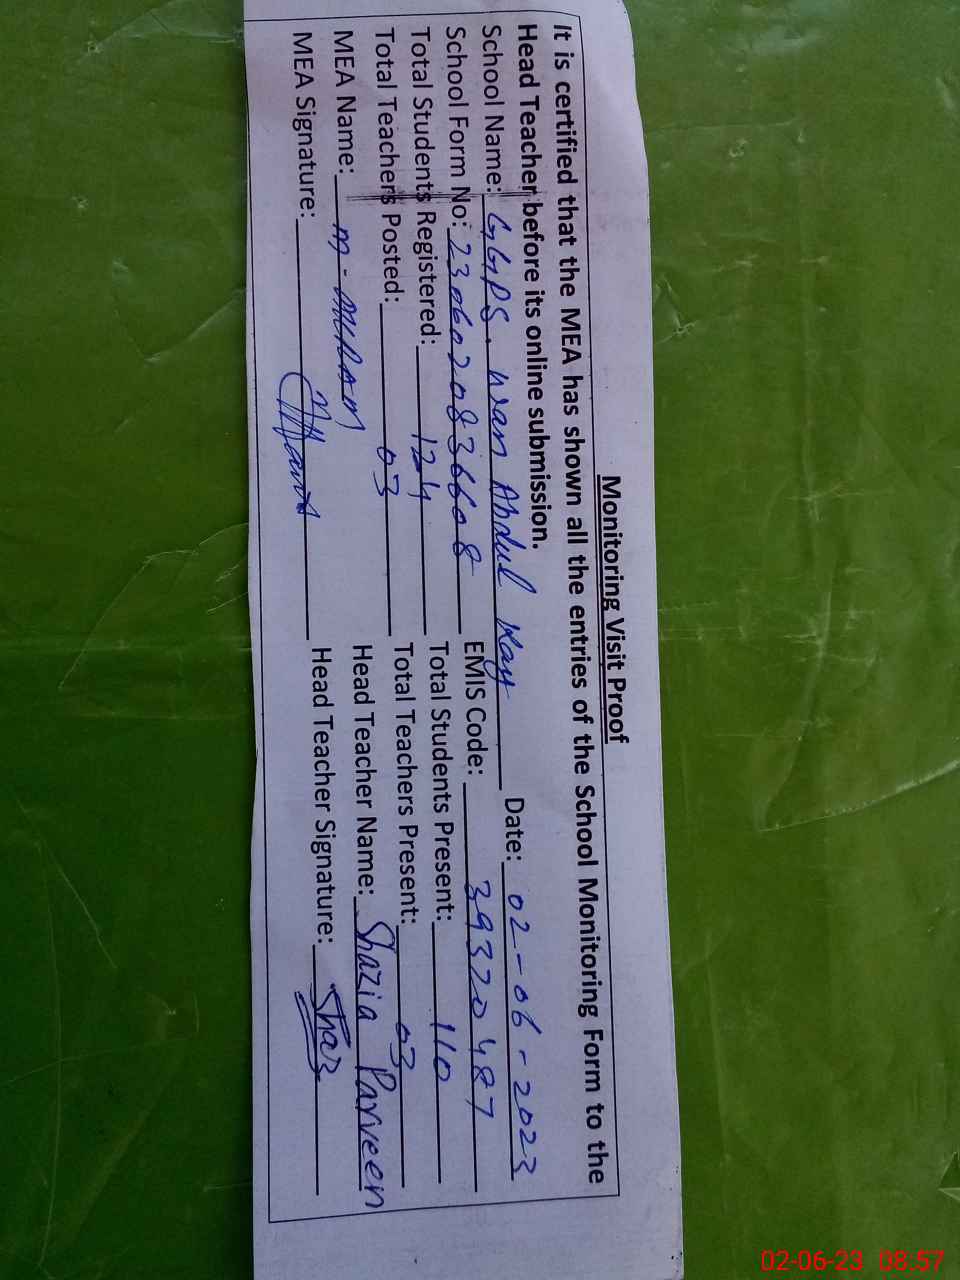 Monitoring Visit Proof
It is certified that the MEA has shown all the entries of the School Monitoring Form to the
Head Teacher before its online submission.
School Name: GGPS. Wan Abdul Hay Date: 02-06-2023
School Form No: 2306020836608 EMIS Code: 39320487
Total Students Registered: 124 Total Students Present: 110
Total Teachers Posted: 03 Total Teachers Present: 03
MEA Name: M- Head Teacher Name: Shazia Parveen
MEA Signature: Head Teacher Signature: Shaz
02-06-23 08:57